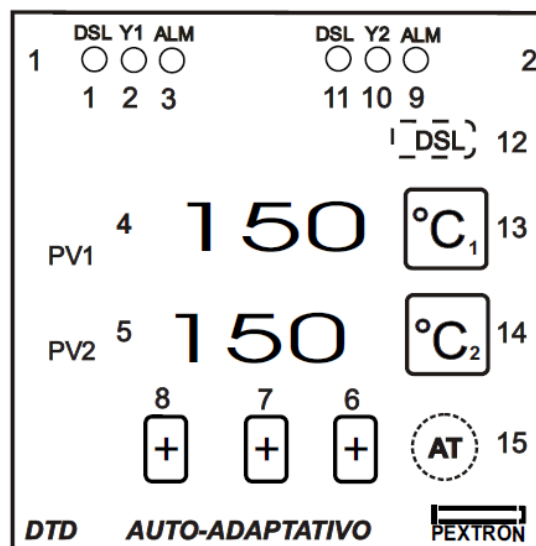 DSL Y1 ALM DSL Y2 ALM
1 2
1 2 3 11 10 9
DSL 12
4 150 °C1 13
PV1
5 150 °C2 14
PV2
8 7 6
+ + + AT 15
DTD AUTO-ADAPTATIVO PEXTRON